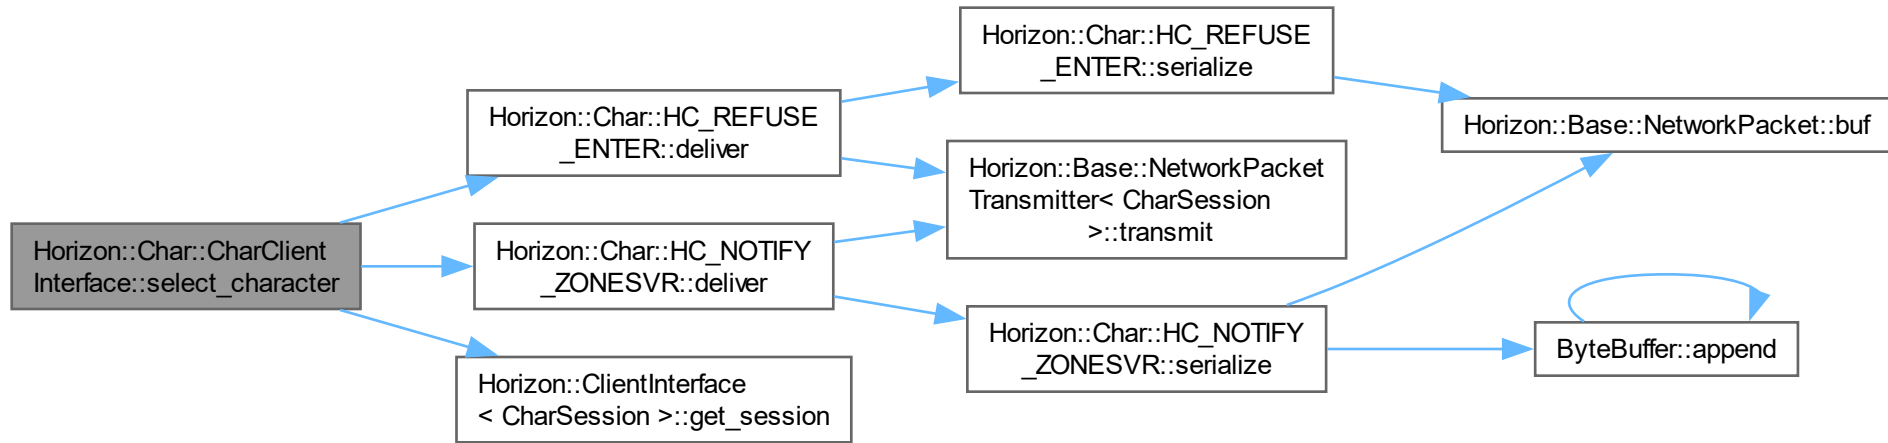 Horizon::Char::CharClient
Interface::select_character
Horizon::Char::HC_REFUSE
_ENTER::deliver
Horizon::Char::HC_NOTIFY
_ZONESVR::deliver
Horizon::ClientInterface
< CharSession >::get_session
Horizon::Char::HC_REFUSE
_ENTER::serialize
Horizon::Base::NetworkPacket
Transmitter< CharSession
>::transmit
Horizon::Char::HC_NOTIFY
_ZONESVR::serialize
Horizon::Base::NetworkPacket::buf
ByteBuffer::append